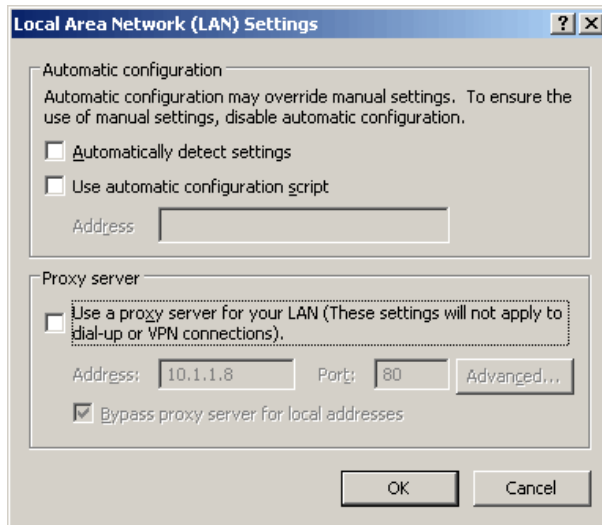 Local Area Network (LAN) Settings
Automatic configuration
Automatic configuration may override manual settings.  To ensure the
use of manual settings, disable automatic configuration.
Automatically detect settings
Use automatic configuration script
Address
Proxy server
Use a proxy server for your LAN (These settings will not apply to
dial-up or VPN connections).
Address: 10.1.1.8 Port: 80 Advanced...
Bypass proxy server for local addresses
OK Cancel